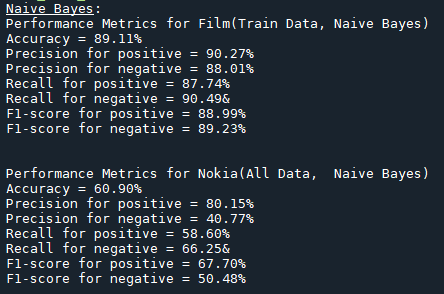 Naive Bayes:
Performance Metrics for Film(Train Data, Naive Bayes)
Accuracy = 89.11%
Precision for positive = 90.27%
Precision for negative = 88.01%
Recall for positive = 87.74%
Recall for negative = 90.49&
F1-score for positive = 88.99%
F1-score for negative = 89.23%
Performance Metrics for Nokia(All Data,  Naive Bayes)
Accuracy = 60.90%
Precision for positive = 80.15%
Precision for negative = 40.77%
Recall for positive = 58.60%
Recall for negative = 66.25&
F1-score for positive = 67.70%
F1-score for negative = 50.48%